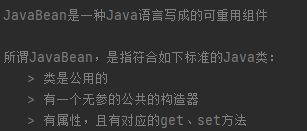 JavaBean是一种Java语言写成的可重用组件
所谓JavaBean，是指符合如下标准的Java类：
> 类是公用的
> 有一个无参的公共的构造器
> 有属性，且有对应的get、set方法